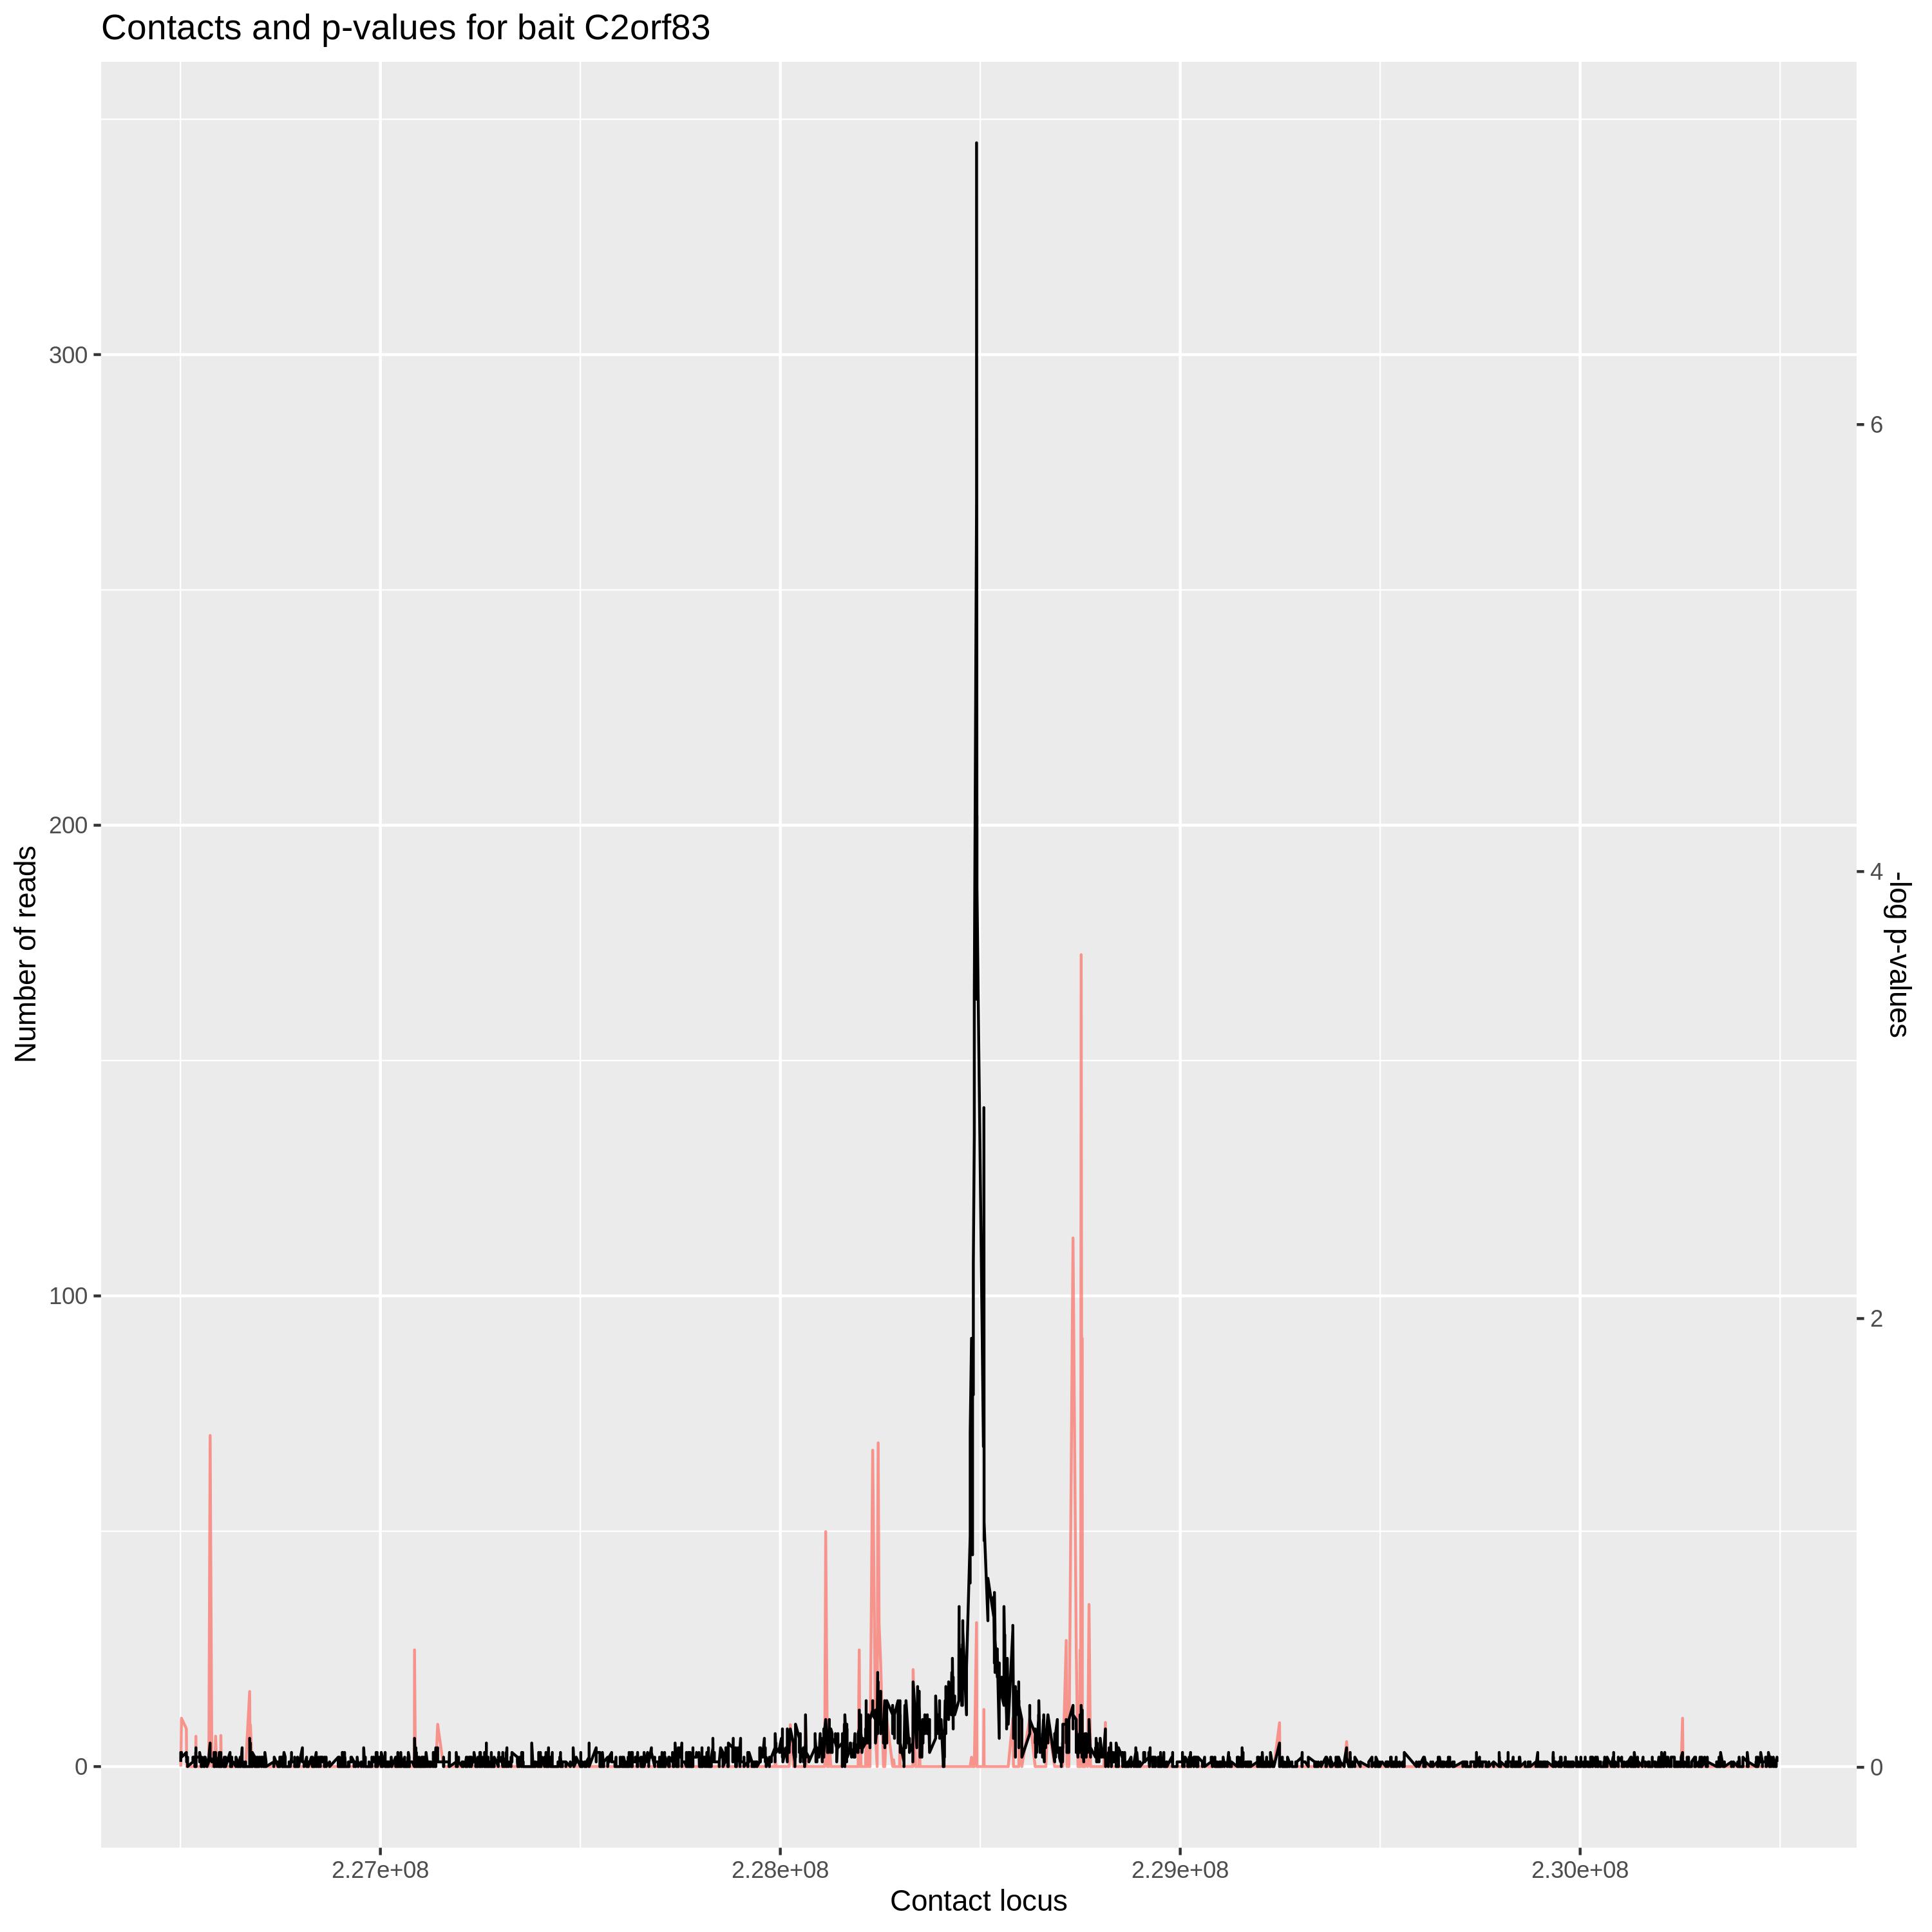 Contacts and p-values for bait C2orf83
300
200
100
0
Number of reads
6
4
2
0
-log p-values
2.27e+08
2.28e+08
2.29e+08
2.30e+08
Contact locus